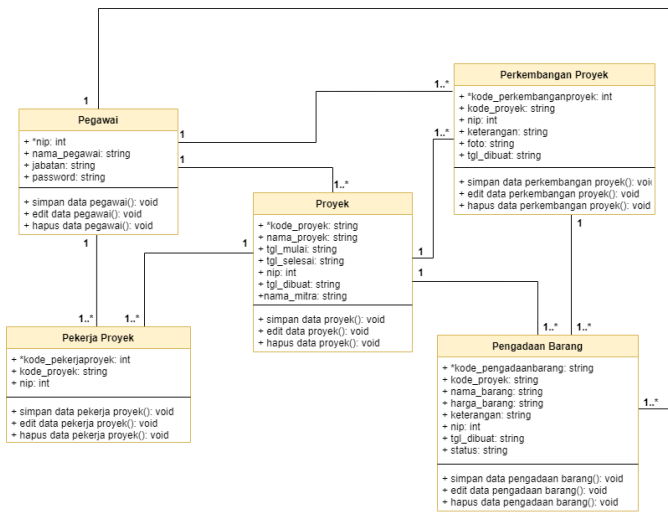 1
Pegawai
+ *nip: int
+ nama_pegawai: string
+ jabatan: string
+ password: string
+ simpan data pegawai(): void
+ edit data pegawai(): void
+ hapus data pegawai(): void
1
1
1
1..*
Perkembangan Proyek
+ *kode_perkembanganproyek: int
+ kode_proyek: string
+ nip: int
+ keterangan: string
+ foto: string
+ tgl_dibuat: string
+ simpan data perkembangan proyek(): void
+ edit data perkembangan proyek(): void
+ hapus data perkembangan proyek(): void
1..*
1
1..*
Proyek
+ *kode_proyek: string
+ nama_proyek: string
+ tgl_mulai: string
+ tgl_selesai: string
+ nip: int
+ tgl_dibuat: string
+nama_mitra: string
+ simpan data proyek(): void
+ edit data proyek(): void
+ hapus data proyek(): void
1
1
1
1..*
1..*
Pekerja Proyek
+ *kode_pekerjaproyek: int
+ kode_proyek: string
+ nip: int
+ simpan data pekerja proyek(): void
+ edit data pekerja proyek(): void
+ hapus data pekerja proyek(): void
1..*
1..*
Pengadaan Barang
+ *kode_pengadaanbarang: string
+ kode_proyek: string
+ nama_barang: string
+ harga_barang: string
+ keterangan: string
+ nip: int
+ tgl_dibuat: string
+ status: string
+ simpan data pengadaan barang(): void
+ edit data pengadaan barang(): void
+ hapus data pengadaan barang(): void
1..*